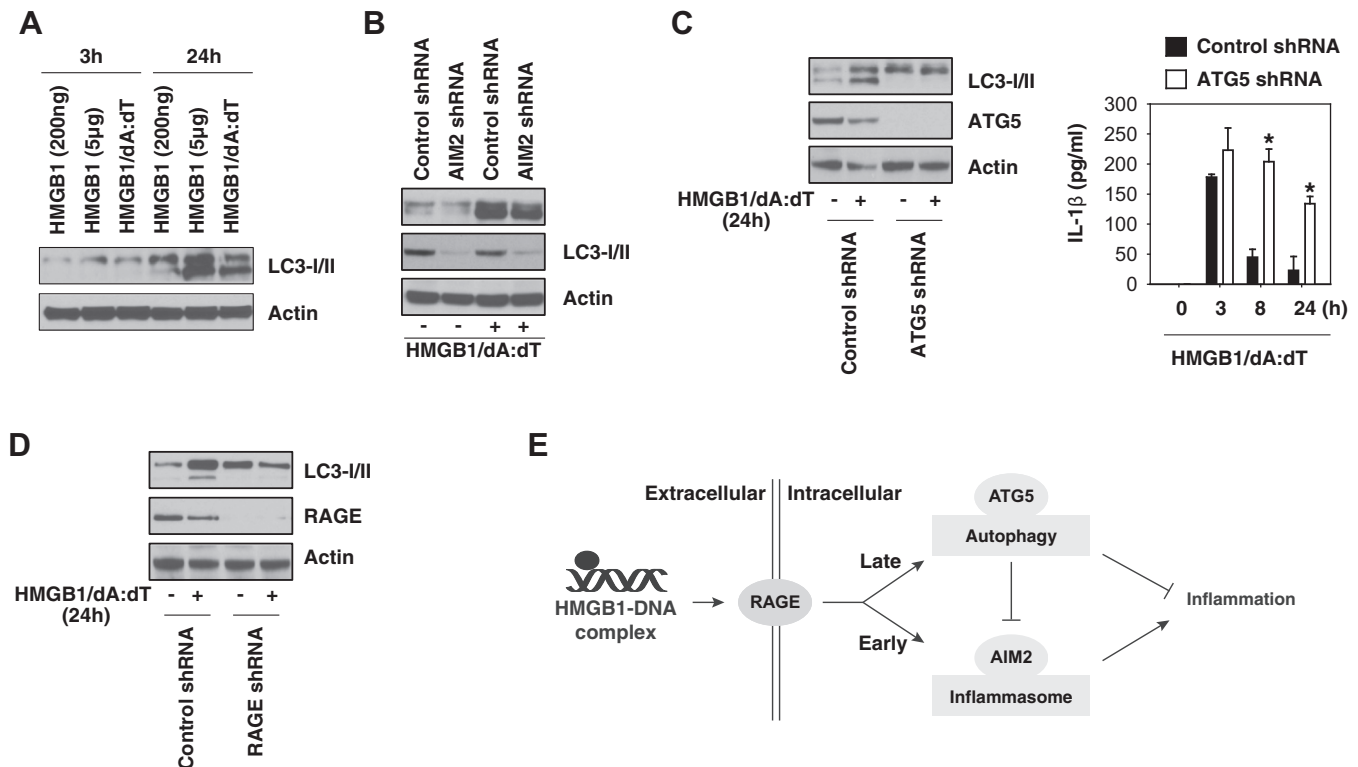 A
3h
24h
HMGB1 (200ng)
HMGB1 (5µg)
HMGB1/dA:dT
HMGB1 (200ng)
HMGB1 (5µg)
HMGB1/dA:dT
LC3-I/II
Actin
B
Control shRNA
AIM2 shRNA
Control shRNA
AIM2 shRNA
LC3-I/II
Actin
- - + +
HMGB1/dA:dT
C
LC3-I/II
ATG5
Actin
HMGB1/dA:dT - + - +
(24h)
Control shRNA
ATG5 shRNA
Control shRNA
ATG5 shRNA
IL-1β (pg/ml)
300
250
200
150
100
50
0
* *
0 3 8 24 (h)
HMGB1/dA:dT
D
LC3-I/II
RAGE
Actin
HMGB1/dA:dT - + - +
(24h)
Control shRNA
RAGE shRNA
E
Extracellular
Intracellular
HMGB1-DNA
complex
RAGE
Late
Early
ATG5
Autophagy
AIM2
Inflammasome
Inflammation